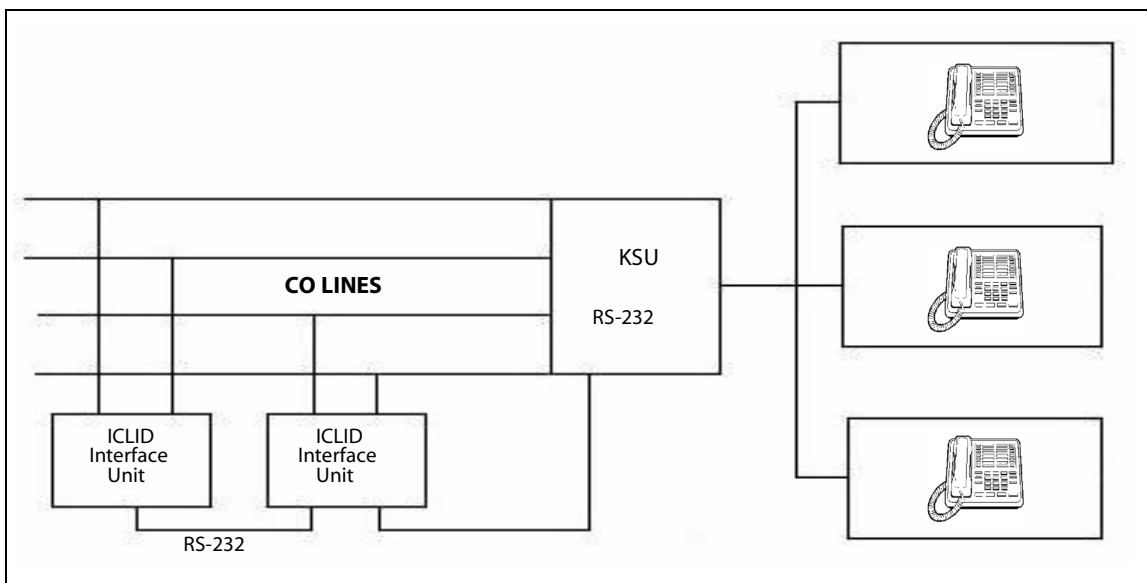 KSU
CO LINES
RS-232
ICLID
Interface
Unit
ICLID
Interface
Unit
RS-232